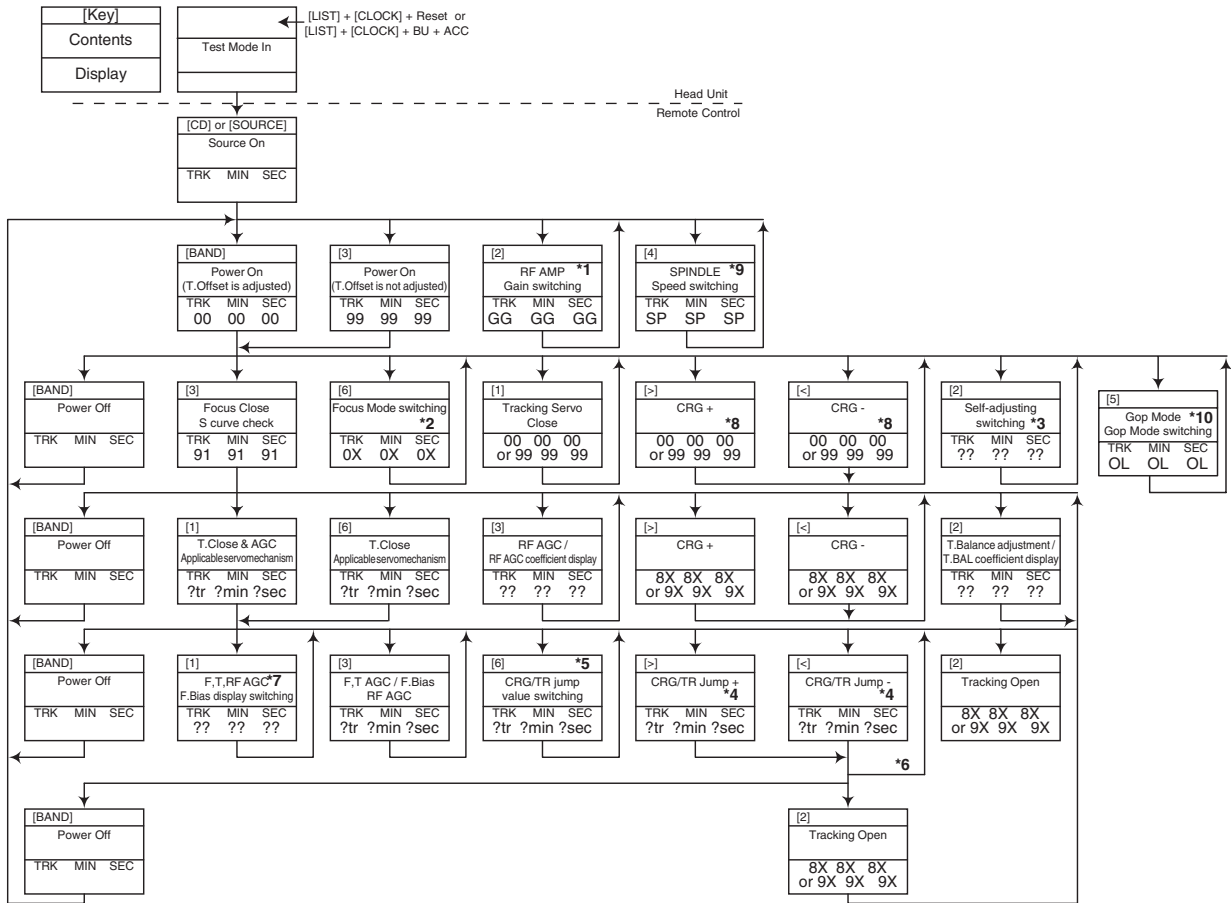 [Key]
Contents
Display
Test Mode In
[LIST] + [CLOCK] + Reset or
[LIST] + [CLOCK] + BU + ACC
Head Unit
Remote Control
[CD] or [SOURCE]
Source On
TRK MIN SEC
[BAND]
Power On
(T.Offset is adjusted)
TRK MIN SEC
00 00 00
[3]
Power On
(T.Offset is not adjusted)
TRK MIN SEC
99 99 99
[2]
RF AMP *1
Gain switching
TRK MIN SEC
GG GG GG
[4]
SPINDLE *9
Speed switching
TRK MIN SEC
SP SP SP
[BAND]
Power Off
TRK MIN SEC
[3]
Focus Close
S curve check
TRK MIN SEC
91 91 91
[6]
Focus Mode switching
*2
TRK MIN SEC
0X 0X 0X
[1]
Tracking Servo
Close
00 00 00
or 99 99 99
[>]
CRG +
*8
00 00 00
or 99 99 99
[<]
CRG -
*8
00 00 00
or 99 99 99
[2]
Self-adjusting
switching *3
TRK MIN SEC
?? ?? ??
[5]
Gop Mode *10
Gop Mode switching
TRK MIN SEC
OL OL OL
[BAND]
Power Off
TRK MIN SEC
[1]
T.Close & AGC
Applicable servomechanism
TRK MIN SEC
?tr ?min ?sec
[6]
T.Close
Applicable servomechanism
TRK MIN SEC
?tr ?min ?sec
[3]
RF AGC /
RF AGC coefficient display
TRK MIN SEC
?? ?? ??
[>]
CRG +
8X 8X 8X
or 9X 9X 9X
[<]
CRG -
8X 8X 8X
or 9X 9X 9X
[2]
T.Balance adjustment /
T.BAL coefficient display
TRK MIN SEC
?? ?? ??
[BAND]
Power Off
TRK MIN SEC
[1]
F,T,RF AGC *7
F.Bias display switching
TRK MIN SEC
?? ?? ??
[3]
F,T AGC / F.Bias
RF AGC
TRK MIN SEC
?tr ?min ?sec
[6] *5
CRG/TR jump
value switching
TRK MIN SEC
?tr ?min ?sec
[>]
CRG/TR Jump +
*4
TRK MIN SEC
?tr ?min ?sec
[<]
CRG/TR Jump -
*4
TRK MIN SEC
?tr ?min ?sec
[2]
Tracking Open
8X 8X 8X
or 9X 9X 9X
*6
[BAND]
Power Off
TRK MIN SEC
[2]
Tracking Open
8X 8X 8X
or 9X 9X 9X